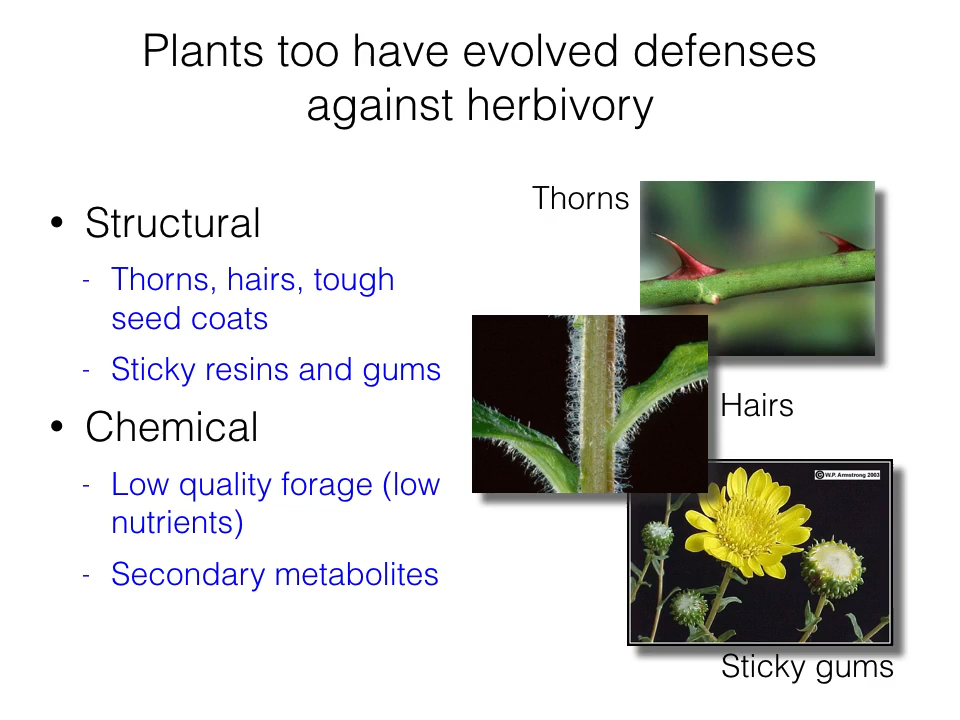 Plants too have evolved defenses
against herbivory
• Structural
- Thorns, hairs, tough
seed coats
- Sticky resins and gums
• Chemical
- Low quality forage (low
nutrients)
- Secondary metabolites
Thorns
Hairs
© W.P. Armstrong 2003
Sticky gums